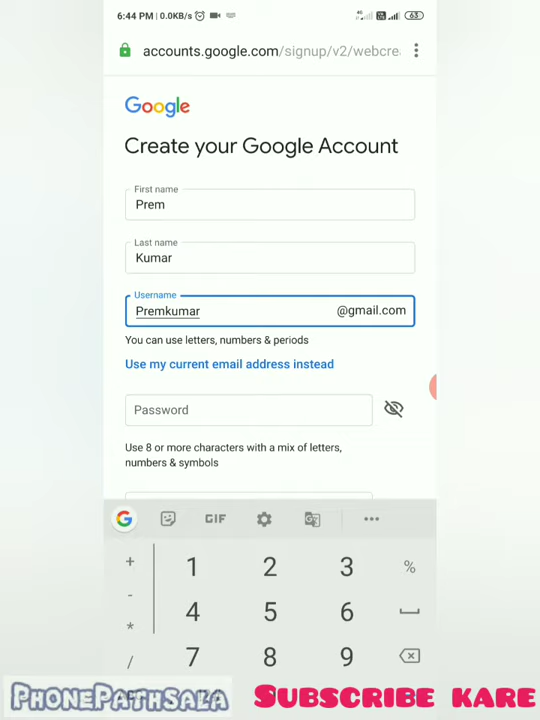 6:44 PM | 0.0KB/s
63
accounts.google.com/signup/v2/webcre
Google
Create your Google Account
First name
Prem
Last name
Kumar
Username
Premkumar @gmail.com
You can use letters, numbers & periods
Use my current email address instead
Password
Use 8 or more characters with a mix of letters,
numbers & symbols
G GIF
+ 1 2 3 %
- 4 5 6
*
/ 7 8 9
PhonePathsala Subscribe kare